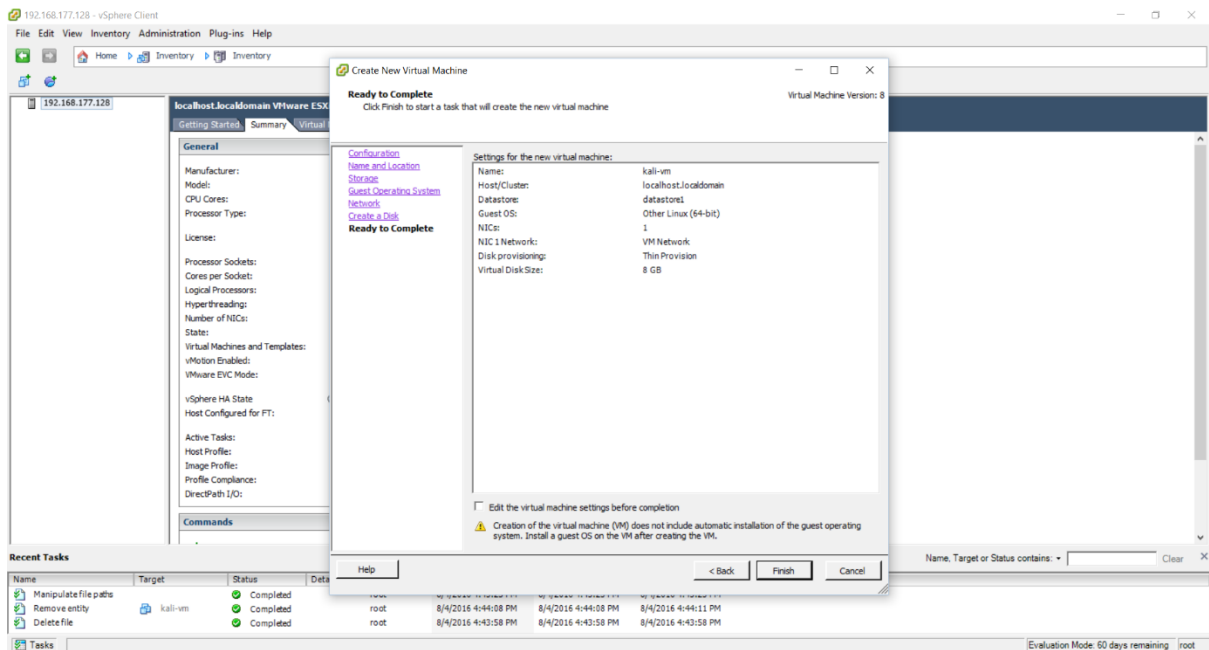 192.168.177.128 - vSphere Client
File Edit View Inventory Administration Plug-ins Help
Home Inventory Inventory
192.168.177.128
localhost.localdomain VMware ESX
Getting Started Summary Virtual
General
Manufacturer:
Model:
CPU Cores:
Processor Type:
License:
Processor Sockets:
Cores per Socket:
Logical Processors:
Hyperthreading:
Number of NICs:
State:
Virtual Machines and Templates:
vMotion Enabled:
VMware EVC Mode:
vSphere HA State
Host Configured for FT:
Active Tasks:
Host Profile:
Image Profile:
Profile Compliance:
DirectPath I/O:
Commands
Create New Virtual Machine
Ready to Complete
Click Finish to start a task that will create the new virtual machine
Virtual Machine Version: 8
Configuration
Name and Location
Storage
Guest Operating System
Network
Create a Disk
Ready to Complete
Settings for the new virtual machine:
Name: kali-vm
Host/Cluster: localhost.localdomain
Datastore: datastore1
Guest OS: Other Linux (64-bit)
NICs: 1
NIC 1 Network: VM Network
Disk provisioning: Thin Provision
Virtual Disk Size: 8 GB
Edit the virtual machine settings before completion
Creation of the virtual machine (VM) does not include automatic installation of the guest operating
system. Install a guest OS on the VM after creating the VM.
Help < Back Finish Cancel
Recent Tasks
Name, Target or Status contains: Clear
Name Target Status Deta
Manipulate file paths Completed
Remove entity kali-vm Completed root 8/4/2016 4:44:08 PM 8/4/2016 4:44:08 PM 8/4/2016 4:44:11 PM
Delete file Completed root 8/4/2016 4:43:58 PM 8/4/2016 4:43:58 PM 8/4/2016 4:43:58 PM
Tasks
Evaluation Mode: 60 days remaining root